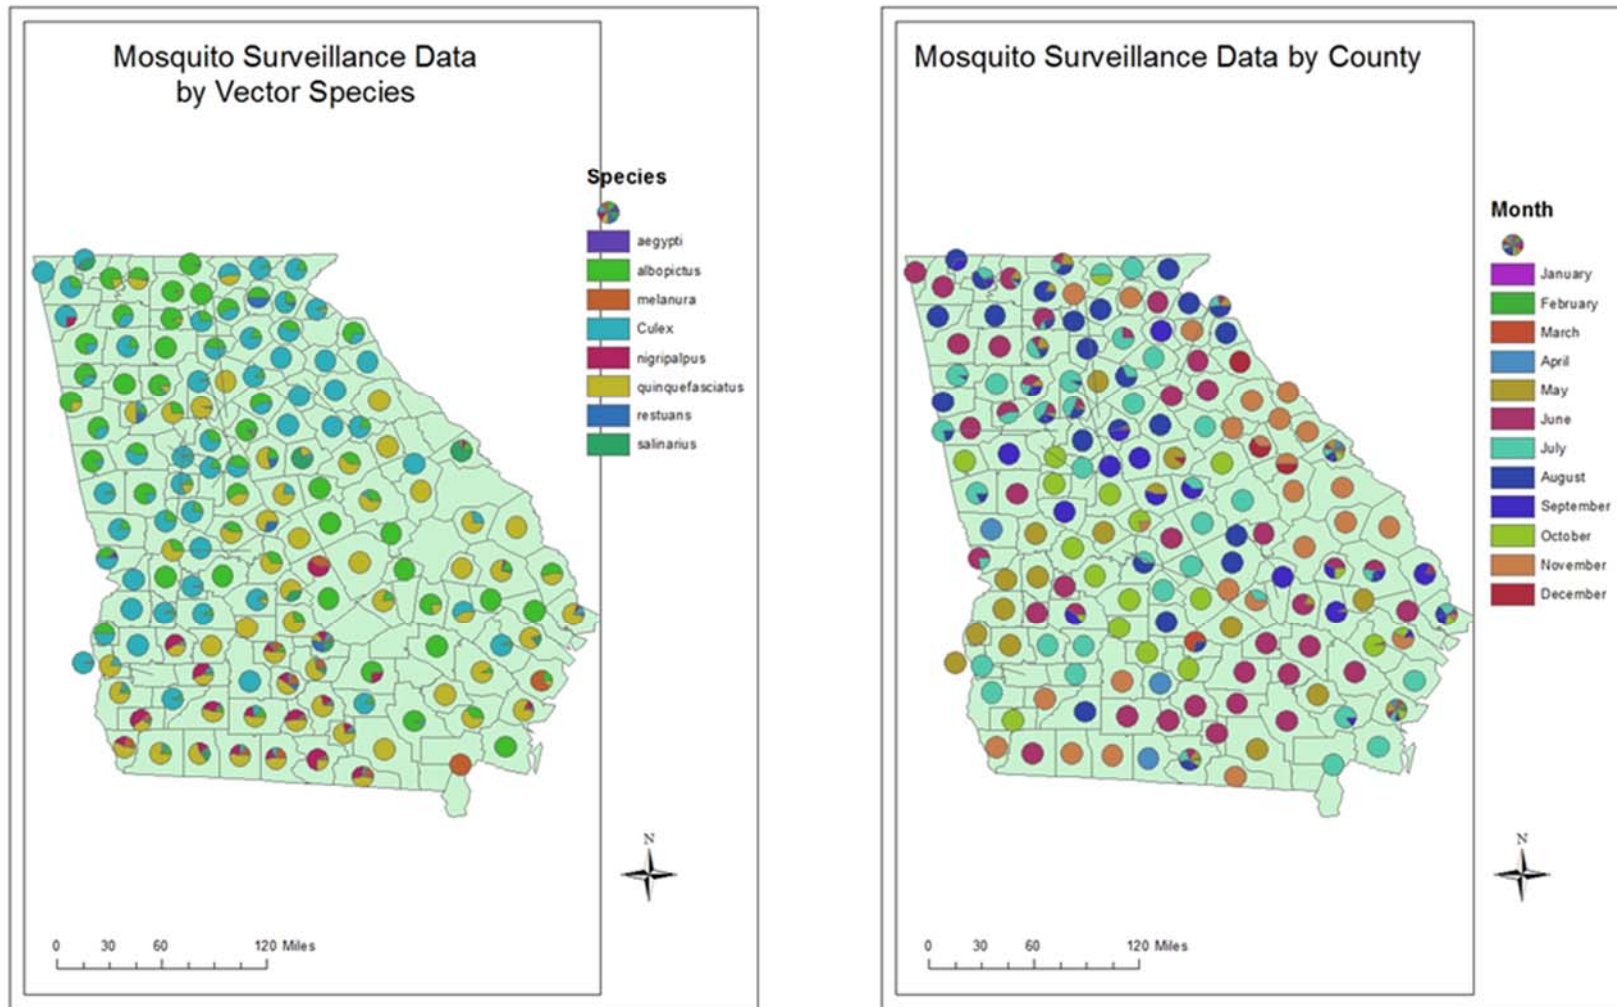 Mosquito Surveillance Data
by Vector Species
Species
aegypti
albopictus
melanura
Culex
nigripalpus
quinquefasciatus
restuans
salinarius
N
0 30 60 120 Miles
Mosquito Surveillance Data by County
Month
January
February
March
April
May
June
July
August
September
October
November
December
N
0 30 60 120 Miles